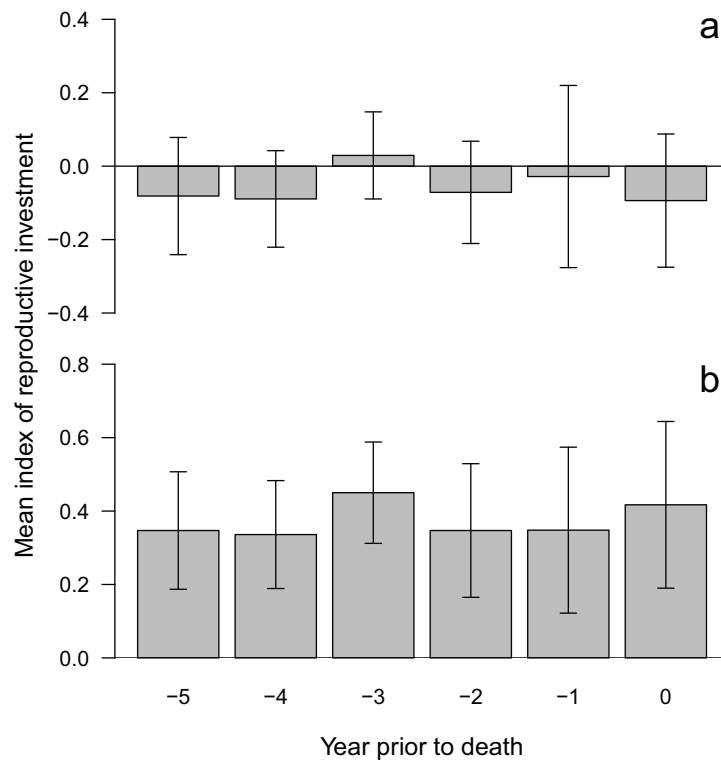 Mean index of reproductive investment
a
0.4
0.2
0.0
−0.2
−0.4
b
0.8
0.6
0.4
0.2
0.0
−5 −4 −3 −2 −1 0
Year prior to death